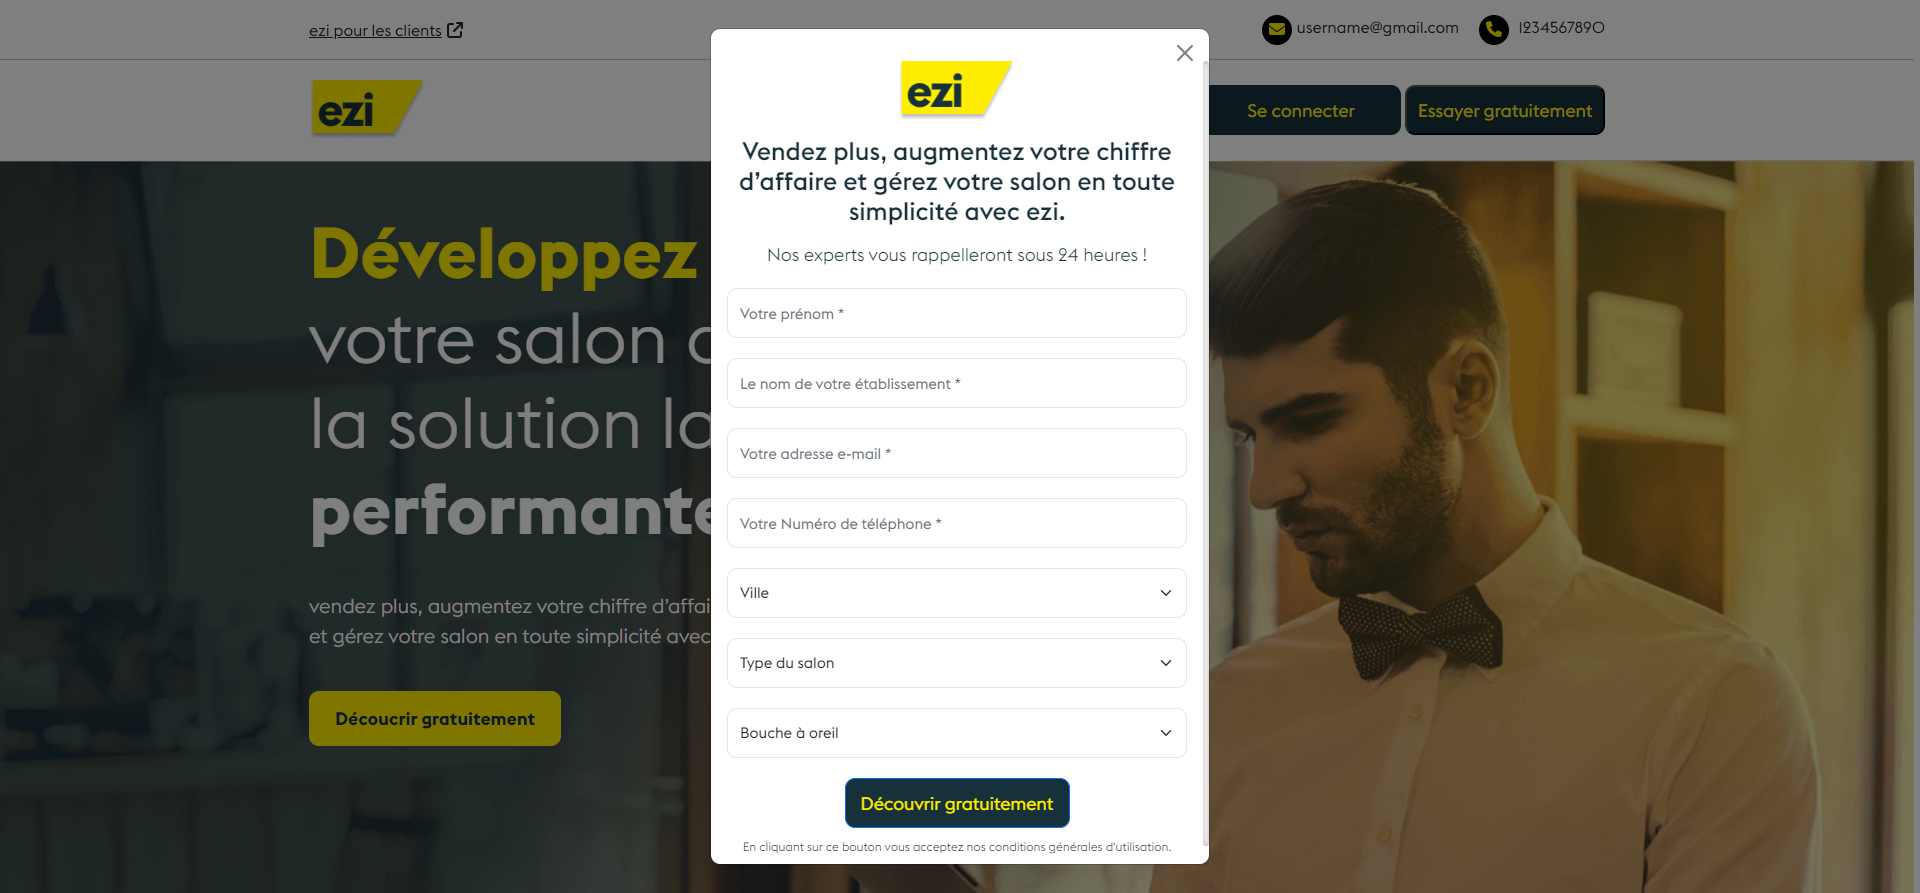 ezi pour les clients
username@gmail.com
1234567890
ezi
Se connecter
Essayer gratuitement
Développez
votre salon
la solution
performante
vendez plus, augmentez votre chiffre d'affai
et gérez votre salon en toute simplicité avec
Découcrir gratuitement
ezi
Vendez plus, augmentez votre chiffre
d'affaire et gérez votre salon en toute
simplicité avec ezi.
Nos experts vous rappelleront sous 24 heures !
Votre prénom *
Le nom de votre établissement *
Votre adresse e-mail *
Votre Numéro de téléphone *
Ville
Type du salon
Bouche à oreil
Découvrir gratuitement
En cliquant sur ce bouton vous acceptez nos conditions générales d'utilisation.